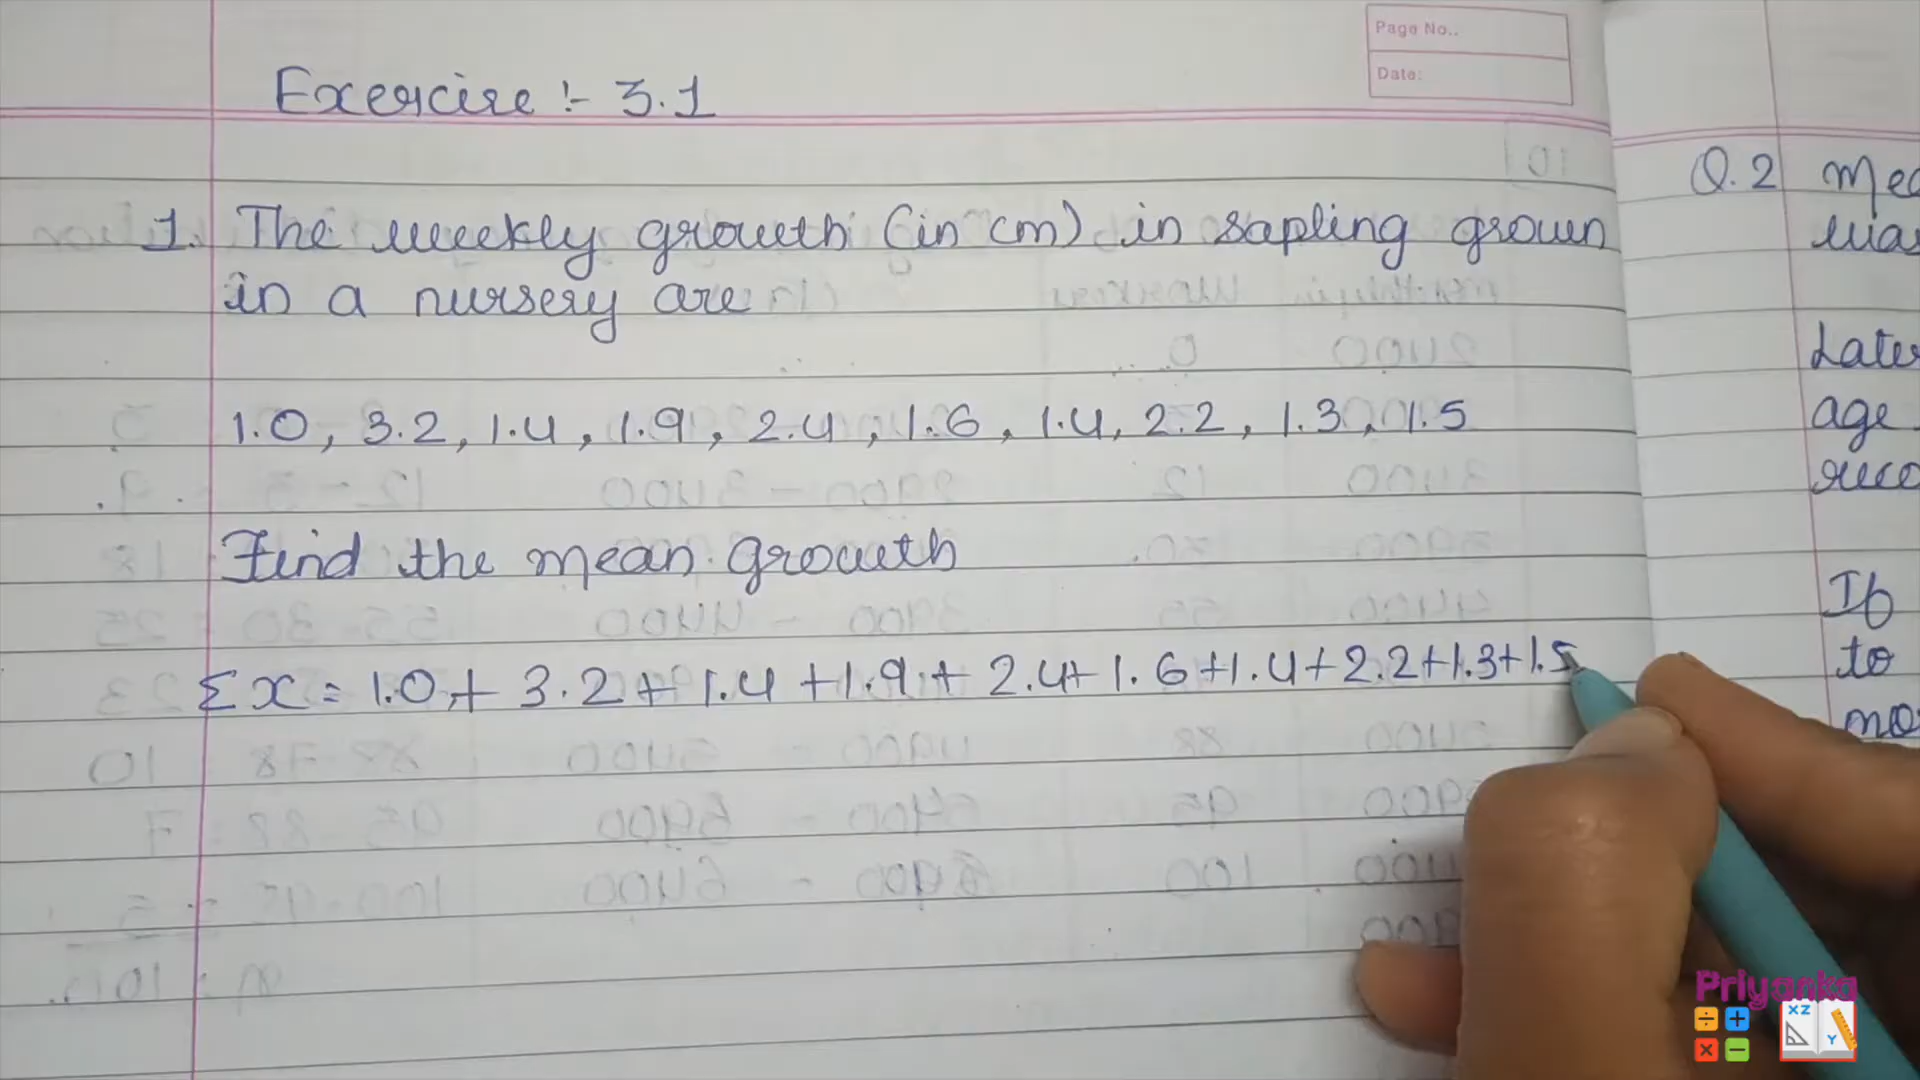 Page No..
Date:
Exercise :- 3.1
1. The weekly growth (in cm) in sapling grown
in a nursery are
1.0, 3.2, 1.4, 1.9, 2.4, 1.6, 1.4, 2.2, 1.3, 1.5
Find the mean growth
Σx = 1.0 + 3.2 + 1.4 + 1.9 + 2.4 + 1.6 + 1.4 + 2.2 + 1.3 + 1.5
Q.2
Later
age
If
to
Priyanka
XZ
Y